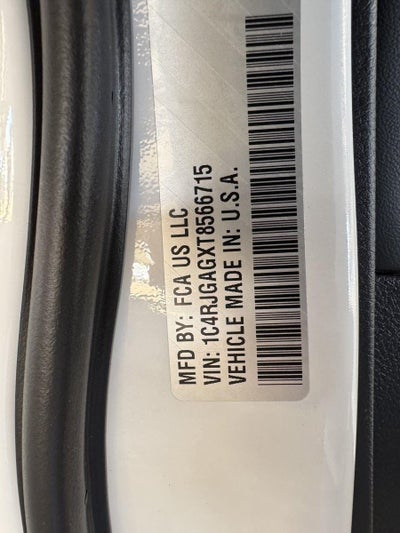 MFD BY: FCA US LLC
VIN: 1C4RJGAGXT8566715
VEHICLE MADE IN: U.S.A.